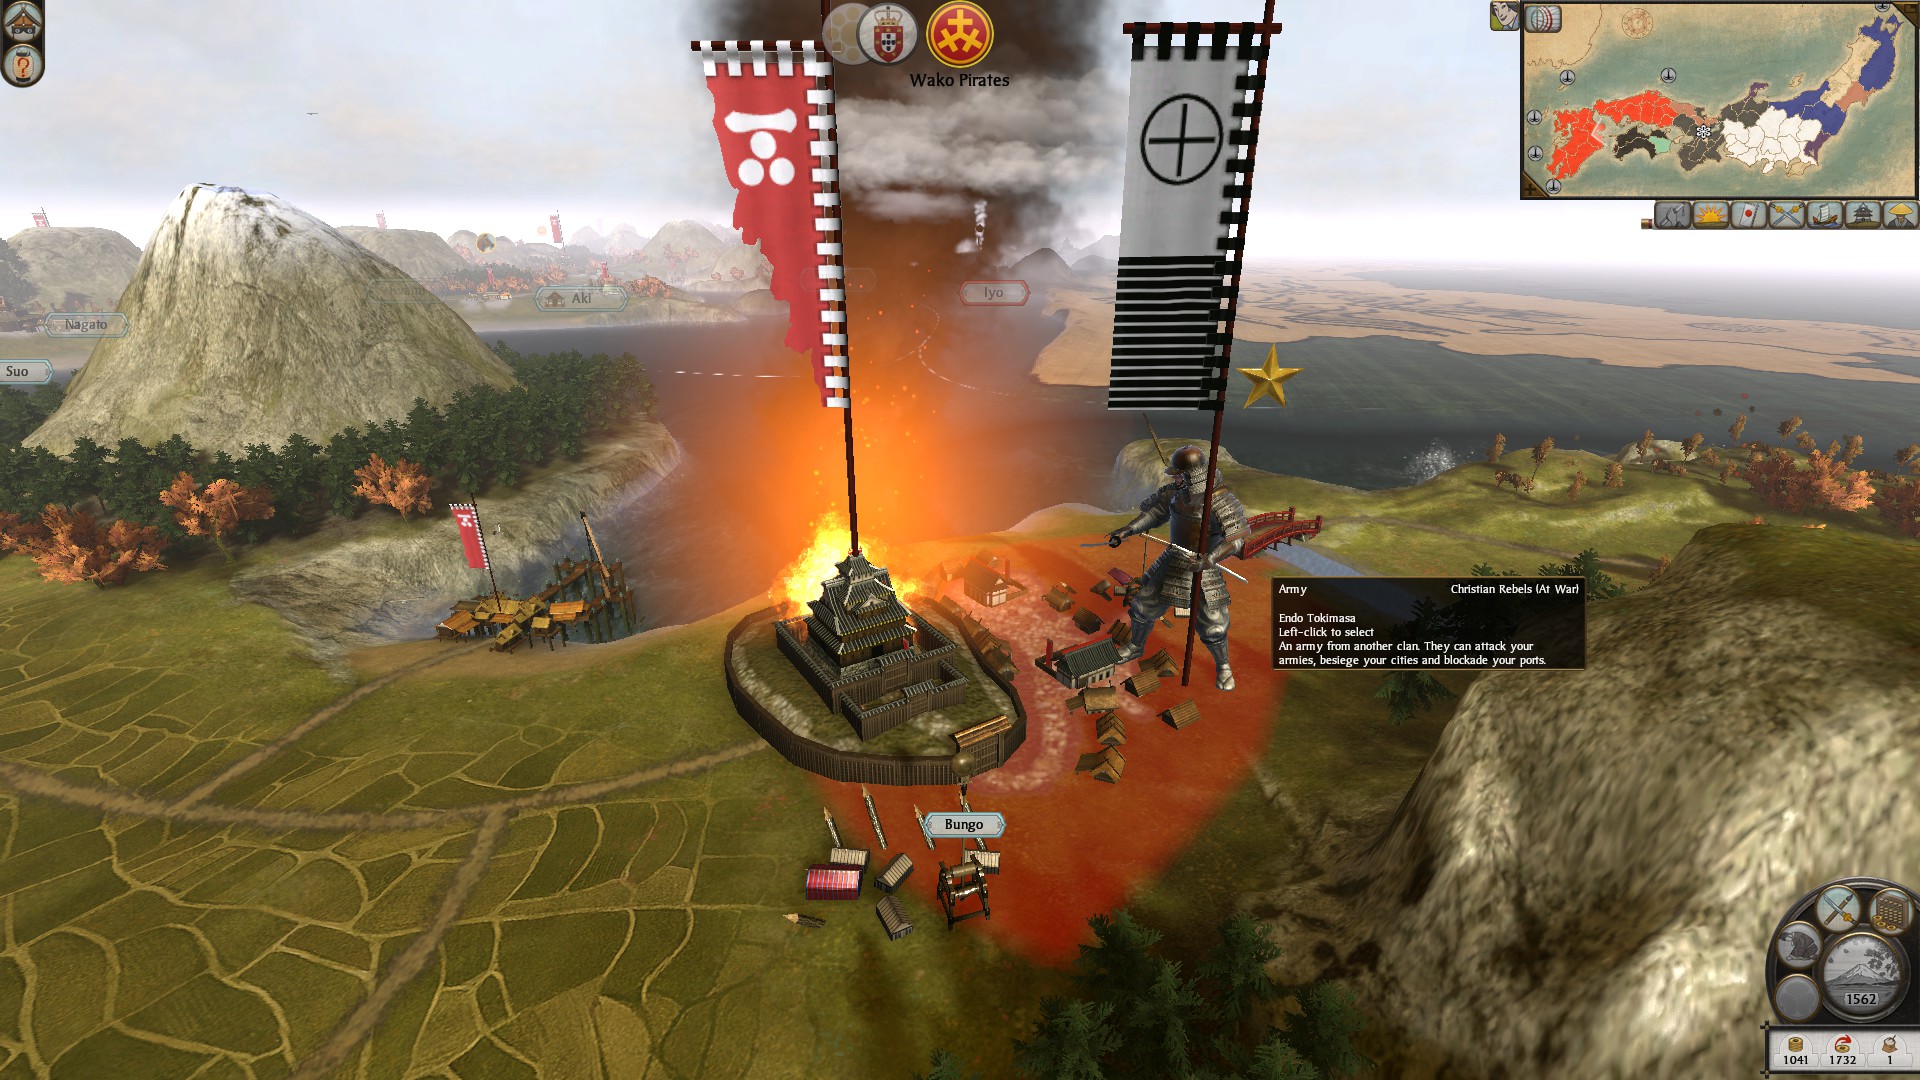 Wako Pirates
Aki
Iyo
Nagato
Suo
Army Christian Rebels (At War)
Endo Tokimasa
Left-click to select
An army from another clan. They can attack your
armies, besiege your cities and blockade your ports.
Bungo
1562
1041 1732 1